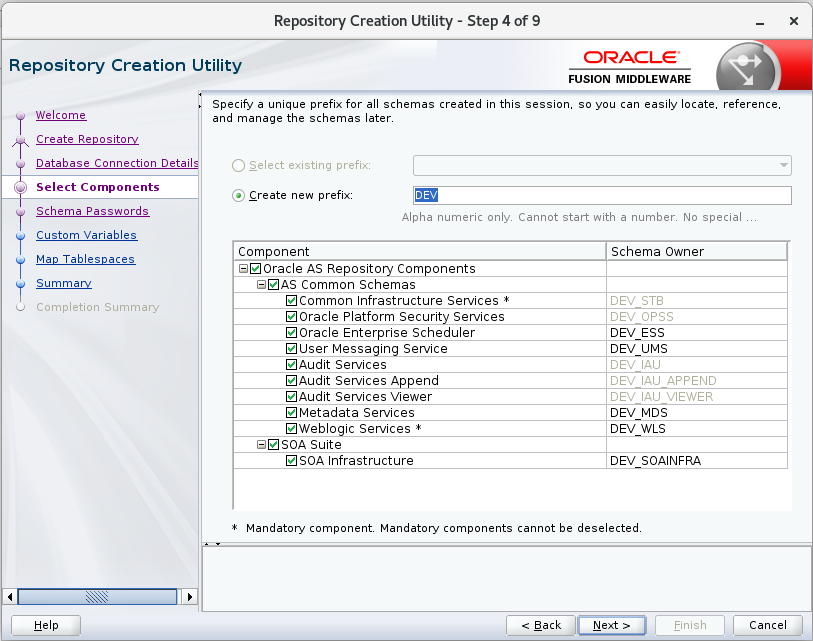 Repository Creation Utility - Step 4 of 9
Repository Creation Utility
ORACLE
FUSION MIDDLEWARE
Welcome
Create Repository
Database Connection Details
Select Components
Schema Passwords
Custom Variables
Map Tablespaces
Summary
Completion Summary
Specify a unique prefix for all schemas created in this session, so you can easily locate, reference,
and manage the schemas later.
Select existing prefix:
Create new prefix: DEV
Alpha numeric only. Cannot start with a number. No special ...
Component Schema Owner
Oracle AS Repository Components
AS Common Schemas
Common Infrastructure Services * DEV_STB
Oracle Platform Security Services DEV_OPSS
Oracle Enterprise Scheduler DEV_ESS
User Messaging Service DEV_UMS
Audit Services DEV_IAU
Audit Services Append DEV_IAU_APPEND
Audit Services Viewer DEV_IAU_VIEWER
Metadata Services DEV_MDS
Weblogic Services * DEV_WLS
SOA Suite
SOA Infrastructure DEV_SOAINFRA
* Mandatory component. Mandatory components cannot be deselected.
Help
< Back
Next >
Finish
Cancel